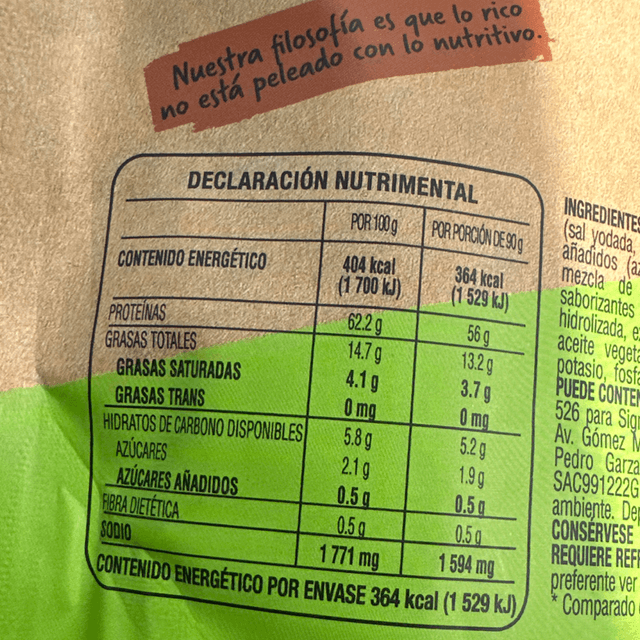 Nuestra filosofía es que lo rico
no está peleado con lo nutritivo.
DECLARACIÓN NUTRIMENTAL
POR 100 g POR PORCIÓN DE 90 g
CONTENIDO ENERGÉTICO 404 kcal 364 kcal
(1 700 kJ) (1 529 kJ)
PROTEÍNAS 62.2 g 56 g
GRASAS TOTALES 14.7 g 13.2 g
GRASAS SATURADAS 4.1 g 3.7 g
GRASAS TRANS 0 mg 0 mg
HIDRATOS DE CARBONO DISPONIBLES 5.8 g 5.2 g
AZÚCARES 2.1 g 1.9 g
AZÚCARES AÑADIDOS 0.5 g 0.5 g
FIBRA DIETÉTICA 0.5 g 0.5 g
SODIO 1 771 mg 1 594 mg
CONTENIDO ENERGÉTICO POR ENVASE 364 kcal (1 529 kJ)
INGREDIENTES
(sal yodada,
añadidos (az
mezcla de
saborizantes
hidrolizada, e
aceite veget
potasio, fosf
PUEDE CONTEN
526 para Sig
Av. Gómez M
Pedro Garza
SAC991222G
ambiente. De
CONSÉRVESE
REQUIERE REF
preferente ver
* Comparado